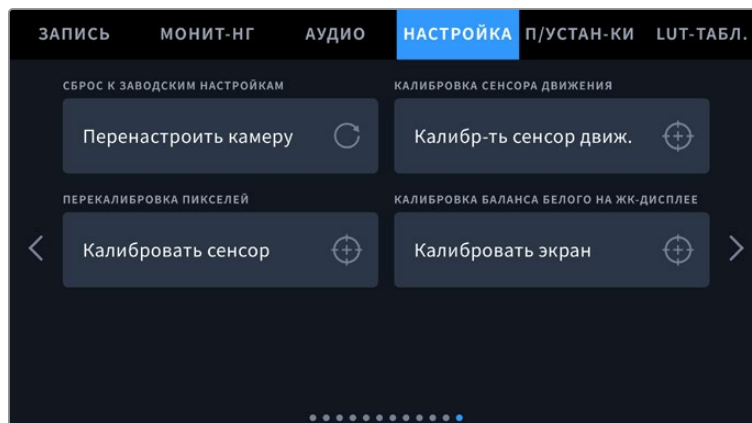 ЗАПИСЬ МОНИТ-НГ АУДИО НАСТРОЙКА П/УСТАН-КИ LUT-ТАБЛ.
СБРОС К ЗАВОДСКИМ НАСТРОЙКАМ КАЛИБРОВКА СЕНСОРА ДВИЖЕНИЯ
Перенастроить камеру Калибр-ть сенсор движ.
ПЕРЕКАЛИБРОВКА ПИКСЕЛЕЙ КАЛИБРОВКА БАЛАНСА БЕЛОГО НА ЖК-ДИСПЛЕЕ
Калибровать сенсор Калибровать экран